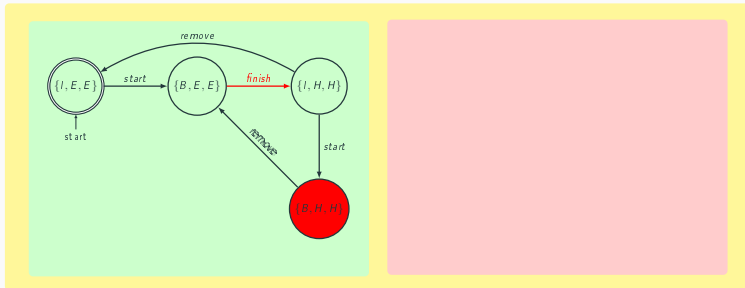 remove
{I, E, E}
start
{B, E, E}
finish
{I, H, H}
start
remove
start
{B, H, H}